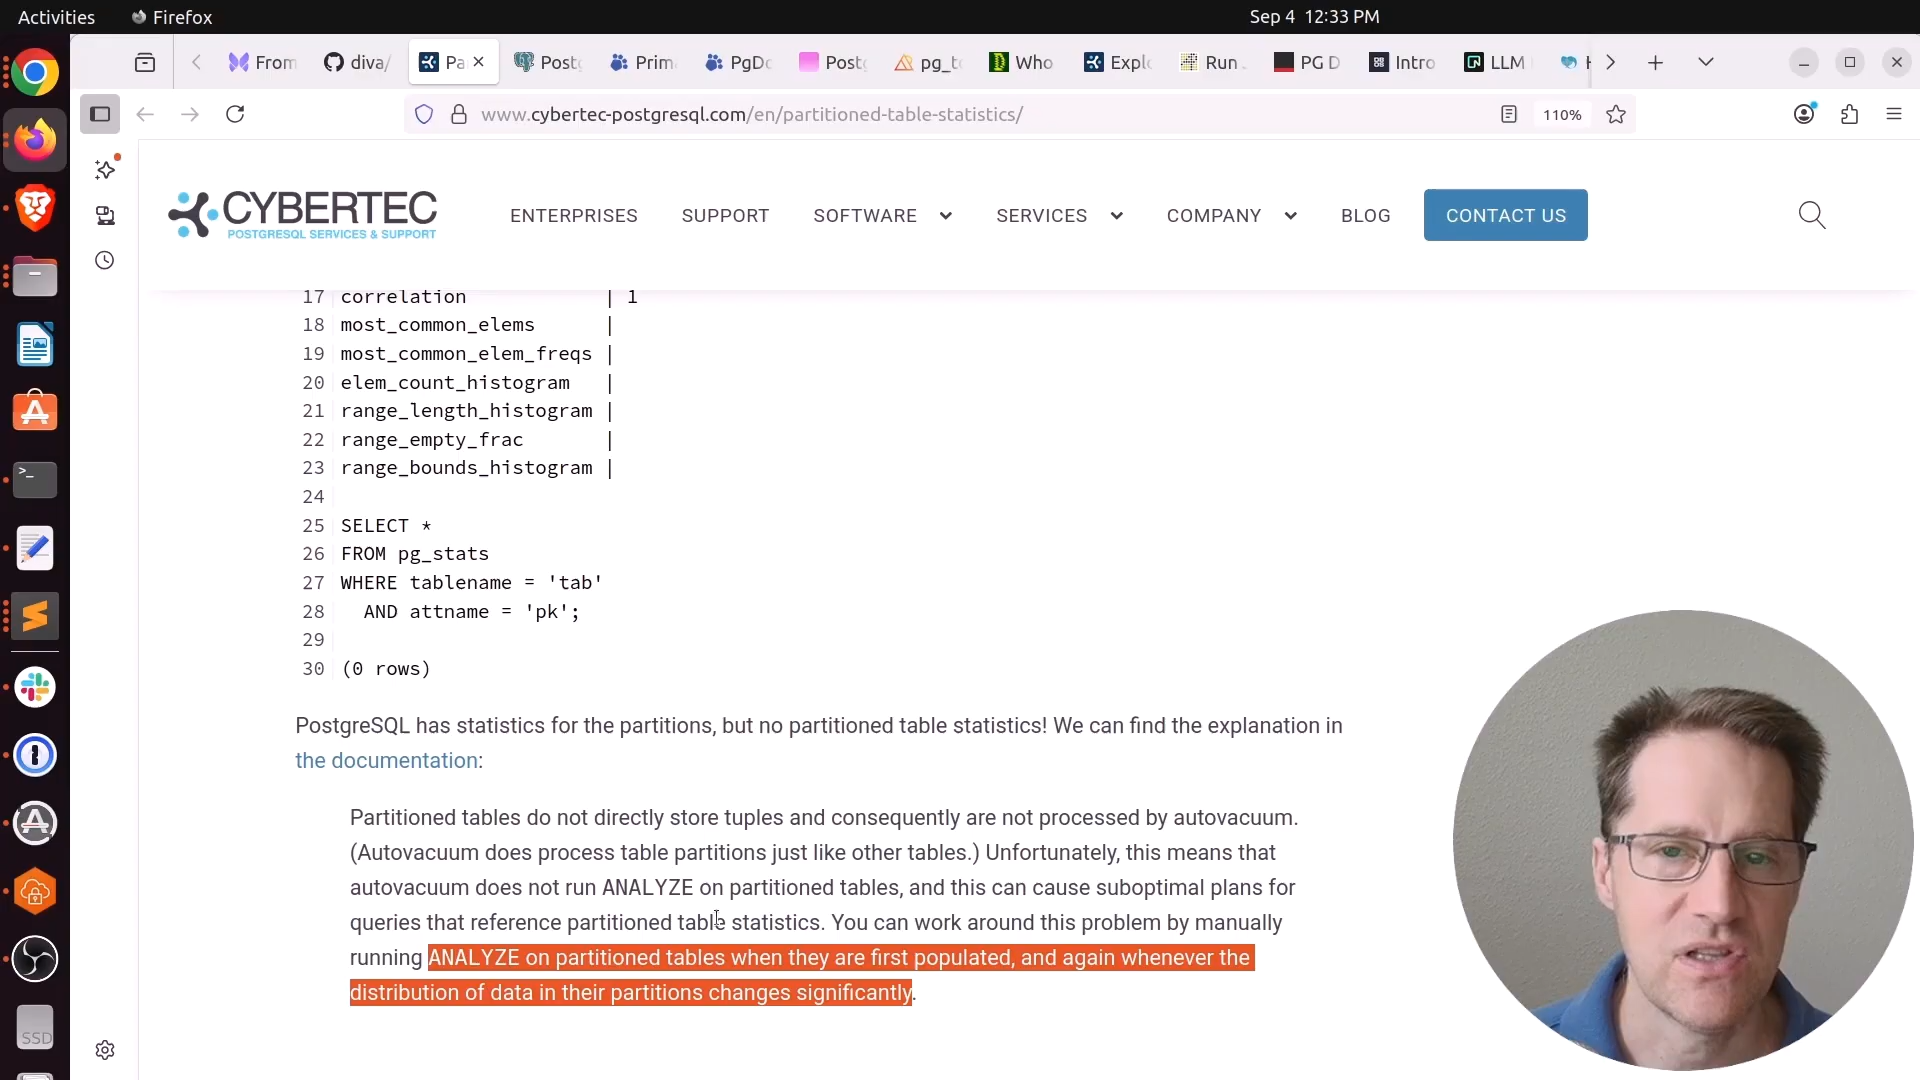 Activities
Firefox
Sep 4 12:33 PM
From
diva/
Pa
Postg
Prim
PgDo
Postg
pg_to
Who
Explo
Run
PG D
Intro
LLM
www.cybertec-postgresql.com/en/partitioned-table-statistics/
110%
CYBERTEC
POSTGRESQL SERVICES & SUPPORT
ENTERPRISES
SUPPORT
SOFTWARE
SERVICES
COMPANY
BLOG
CONTACT US
17 correlation | 1
18 most_common_elems |
19 most_common_elem_freqs |
20 elem_count_histogram |
21 range_length_histogram |
22 range_empty_frac |
23 range_bounds_histogram |
24
25 SELECT *
26 FROM pg_stats
27 WHERE tablename = 'tab'
28 AND attname = 'pk';
29
30 (0 rows)
PostgreSQL has statistics for the partitions, but no partitioned table statistics! We can find the explanation in
the documentation:
Partitioned tables do not directly store tuples and consequently are not processed by autovacuum.
(Autovacuum does process table partitions just like other tables.) Unfortunately, this means that
autovacuum does not run ANALYZE on partitioned tables, and this can cause suboptimal plans for
queries that reference partitioned table statistics. You can work around this problem by manually
running ANALYZE on partitioned tables when they are first populated, and again whenever the
distribution of data in their partitions changes significantly.
SSD